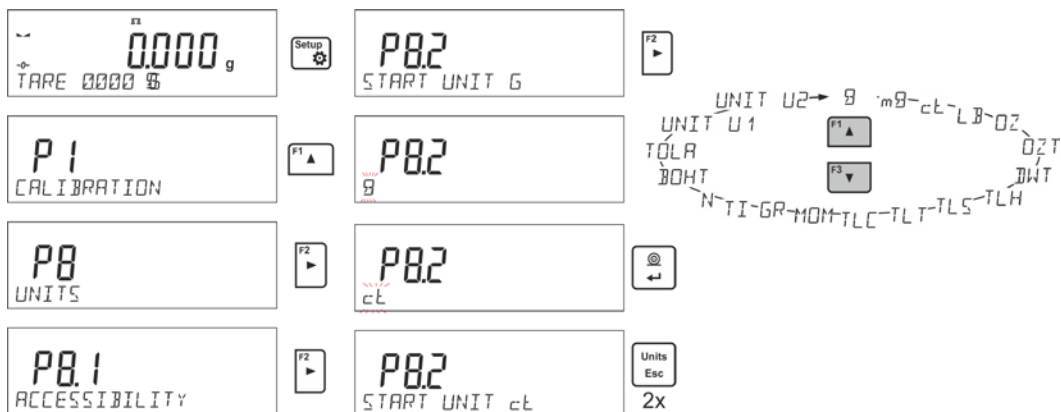 0.000 g
TARE 0.000 g
Setup
P1
CALIBRATION
F1
P8
UNITS
F2
P8.1
ACCESSIBILITY
F2
P8.2
START UNIT G
F2
P8.2
g
P8.2
ct
P8.2
START UNIT ct
Units
Esc
2x
UNIT U2
g
mg
ct
LB
OZ
OZT
DWT
TLH
TLS
TLT
TLC
MOM
GR
TI
N
BOHT
TOLA
UNIT U1
F1
F3